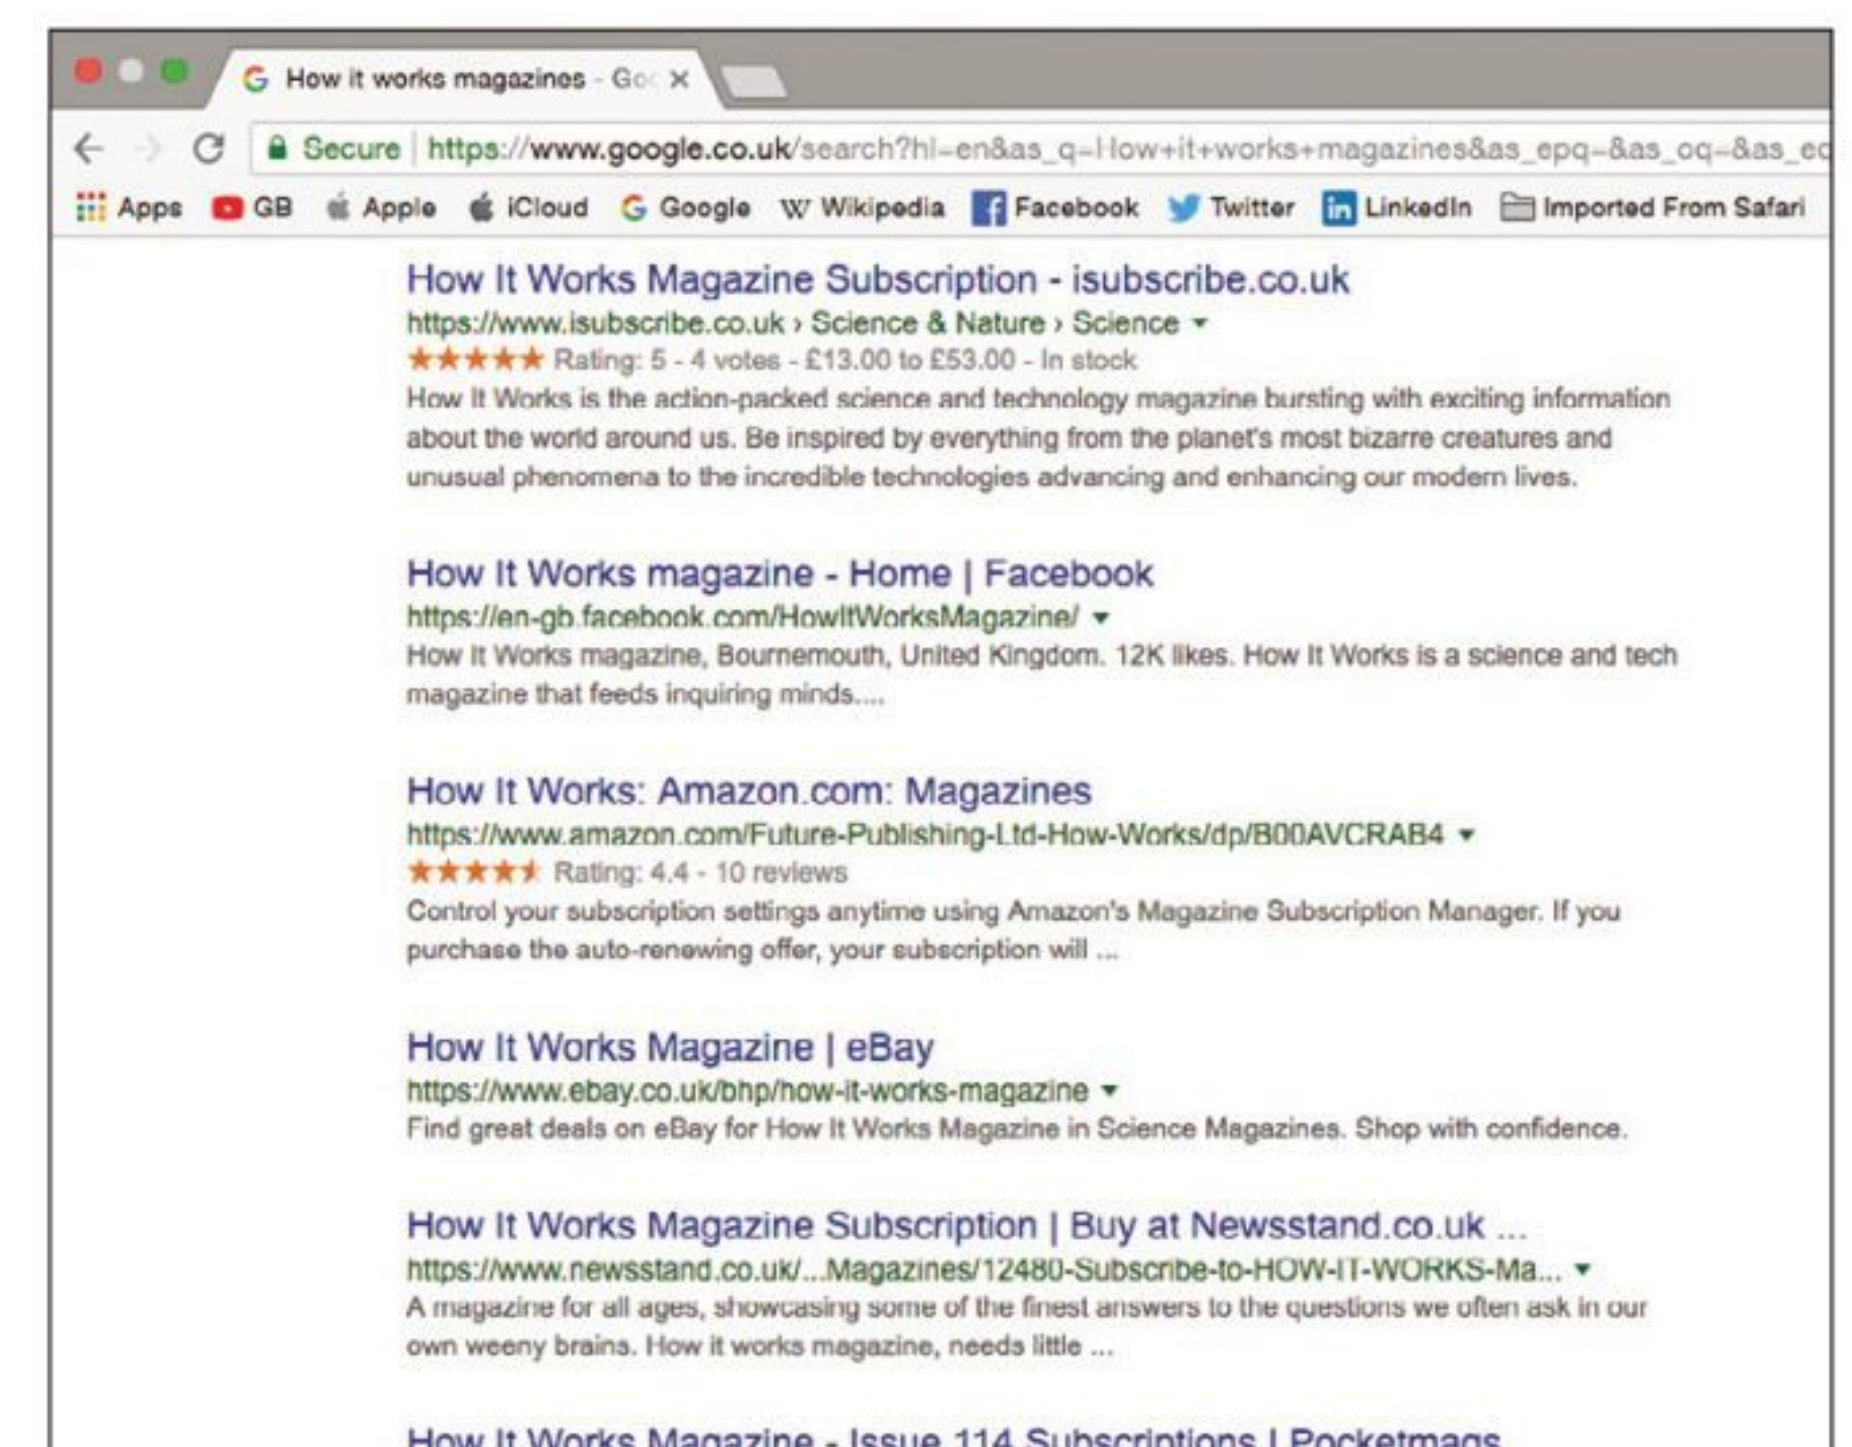 How it works magazines - Goo
Secure https://www.google.co.uk/search?hl=en&as_q=How+it+works+magazines&as_epq=&as_oq=&as_eq
Apps GB Apple iCloud Google W Wikipedia Facebook Twitter LinkedIn Imported From Safari
How It Works Magazine Subscription - isubscribe.co.uk
https://www.isubscribe.co.uk › Science & Nature › Science
Rating: 5 - 4 votes - £13.00 to £53.00 - In stock
How It Works is the action-packed science and technology magazine bursting with exciting information
about the world around us. Be inspired by everything from the planet's most bizarre creatures and
unusual phenomena to the incredible technologies advancing and enhancing our modern lives.
How It Works magazine - Home | Facebook
https://en-gb.facebook.com/HowItWorksMagazine/
How It Works magazine, Bournemouth, United Kingdom. 12K likes. How It Works is a science and tech
magazine that feeds inquiring minds....
How It Works: Amazon.com: Magazines
https://www.amazon.com/Future-Publishing-Ltd-How-Works/dp/B00AVCRAB4
Rating: 4.4 - 10 reviews
Control your subscription settings anytime using Amazon's Magazine Subscription Manager. If you
purchase the auto-renewing offer, your subscription will ...
How It Works Magazine | eBay
https://www.ebay.co.uk/bhp/how-it-works-magazine
Find great deals on eBay for How It Works Magazine in Science Magazines. Shop with confidence.
How It Works Magazine Subscription | Buy at Newsstand.co.uk ...
https://www.newsstand.co.uk/...Magazines/12480-Subscribe-to-HOW-IT-WORKS-Ma...
A magazine for all ages, showcasing some of the finest answers to the questions we often ask in our
own weeny brains. How it works magazine, needs little ...
How It Works Magazine - Issue 114 Subscriptions | Pocketmags